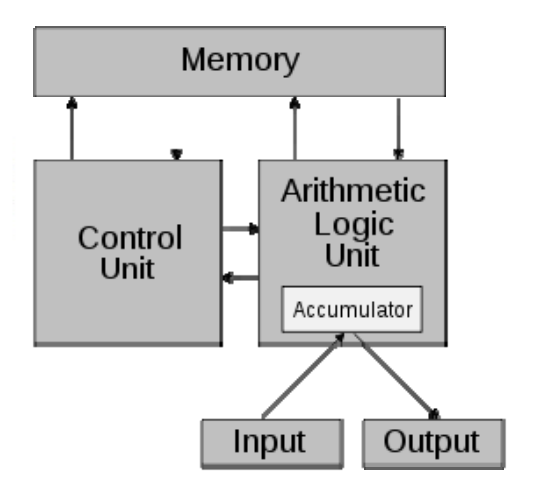 Memory
Control
Unit
Arithmetic
Logic
Unit
Accumulator
Input
Output